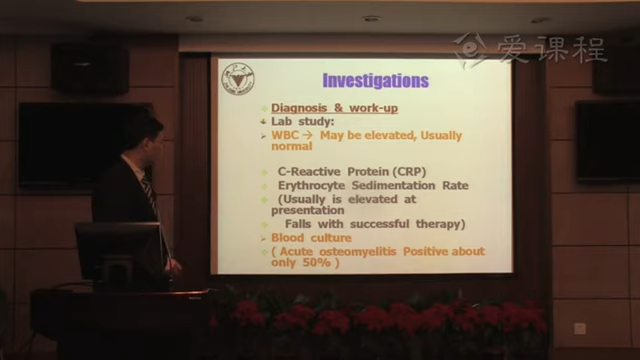 爱课程
Investigations
Diagnosis & work-up
Lab study:
WBC → May be elevated, Usually
normal
C-Reactive Protein (CRP)
Erythrocyte Sedimentation Rate
(Usually is elevated at
presentation
Falls with successful therapy)
Blood culture
( Acute osteomyelitis Positive about
only 50% )